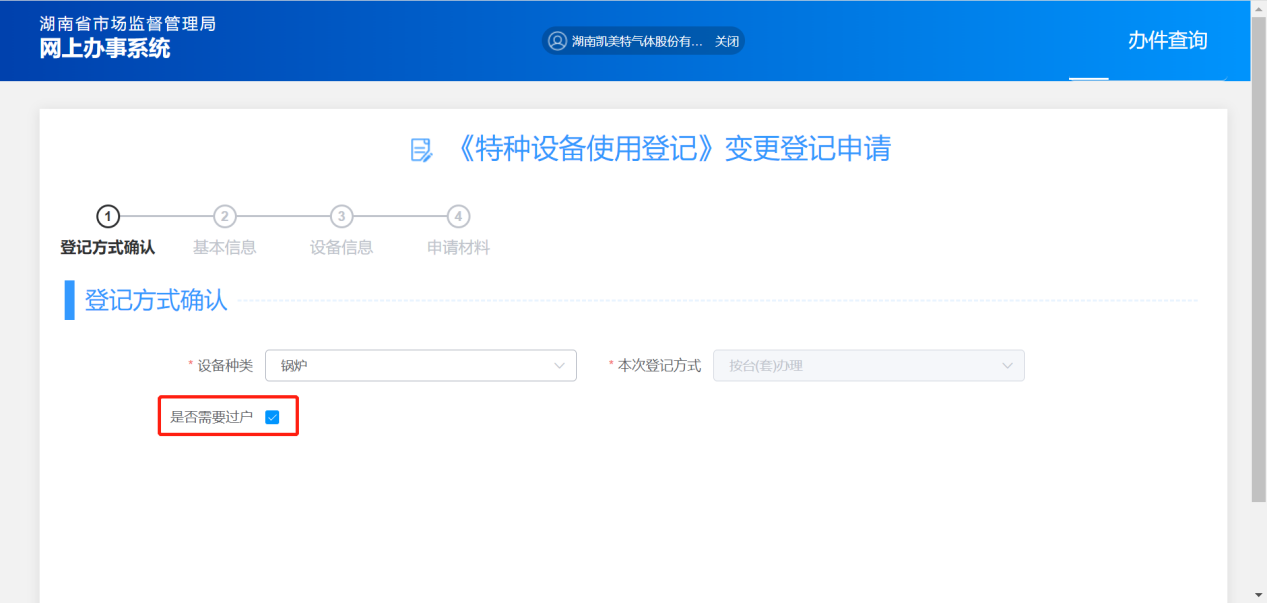 湖南省市场监督管理局
网上办事系统
湖南凯美特气体股份有... 关闭
办件查询
《特种设备使用登记》变更登记申请
1 2 3 4
登记方式确认 基本信息 设备信息 申请材料
登记方式确认
* 设备种类 锅炉 * 本次登记方式 按台(套)办理
是否需要过户